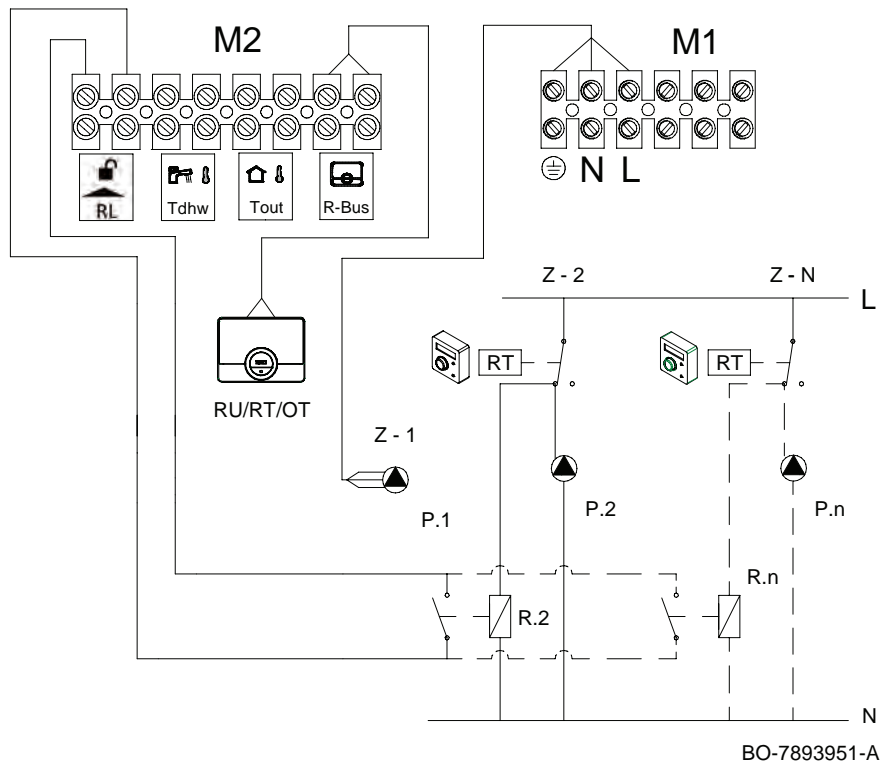 M2
M1
RL
Tdhw
Tout
R-Bus
N L
Z - 2
Z - N
L
RT
RT
RU/RT/OT
Z - 1
P.1
P.2
P.n
R.n
R.2
N
BO-7893951-A